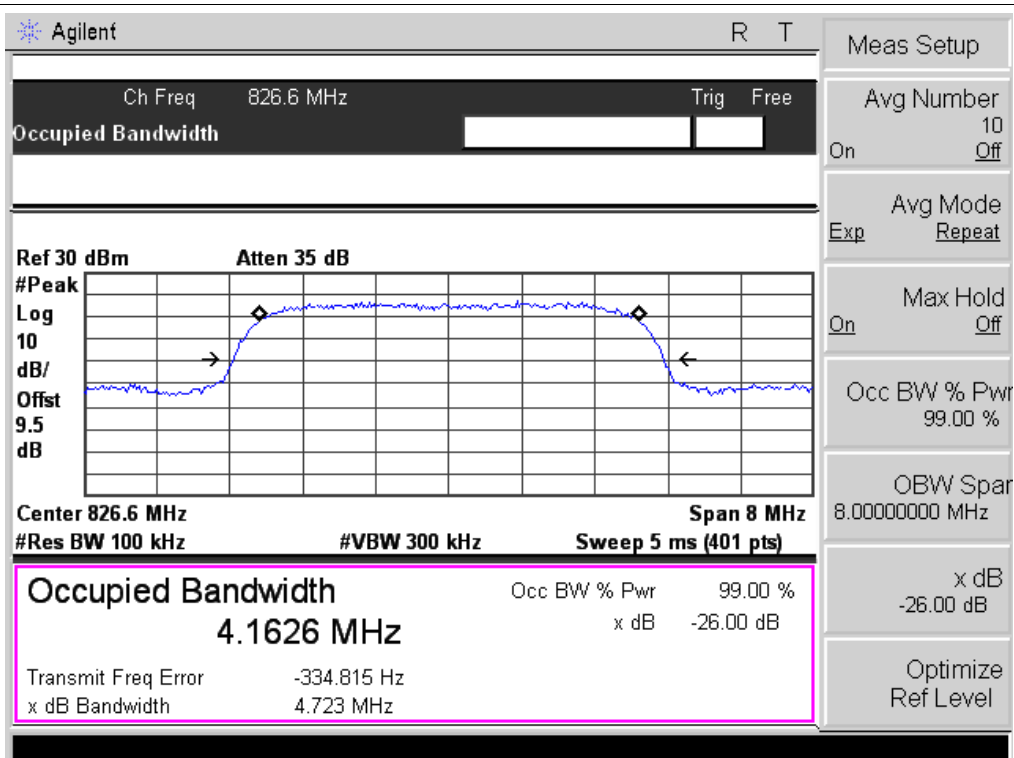 Agilent
R T
Ch Freq 826.6 MHz Trig Free
Occupied Bandwidth
Ref 30 dBm Atten 35 dB
#Peak
Log
10
dB/
Offst
9.5
dB
Center 826.6 MHz Span 8 MHz
#Res BW 100 kHz #VBW 300 kHz Sweep 5 ms (401 pts)
Occupied Bandwidth
4.1626 MHz
Occ BW % Pwr 99.00 %
x dB -26.00 dB
Transmit Freq Error -334.815 Hz
x dB Bandwidth 4.723 MHz
Meas Setup
Avg Number
10
On Off
Avg Mode
Exp Repeat
Max Hold
On Off
Occ BW % Pwr
99.00 %
OBW Span
8.00000000 MHz
x dB
-26.00 dB
Optimize
Ref Level